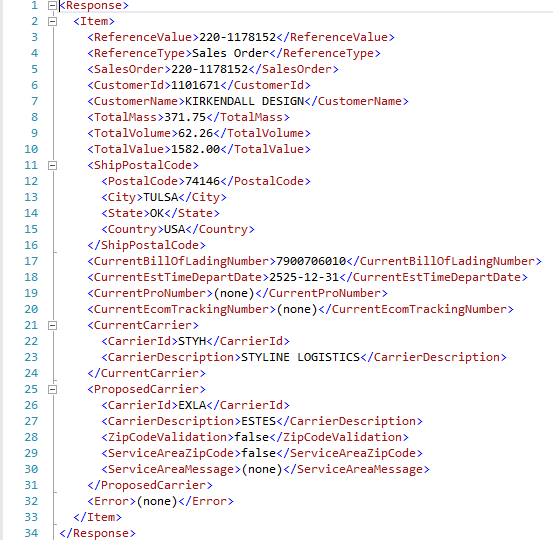 1 <Response>
2 <Item>
3 <ReferenceValue>220-1178152</ReferenceValue>
4 <ReferenceType>Sales Order</ReferenceType>
5 <SalesOrder>220-1178152</SalesOrder>
6 <CustomerId>1101671</CustomerId>
7 <CustomerName>KIRKENDALL DESIGN</CustomerName>
8 <TotalMass>371.75</TotalMass>
9 <TotalVolume>62.26</TotalVolume>
10 <TotalValue>1582.00</TotalValue>
11 <ShipPostalCode>
12 <PostalCode>74146</PostalCode>
13 <City>TULSA</City>
14 <State>OK</State>
15 <Country>USA</Country>
16 </ShipPostalCode>
17 <CurrentBillOfLadingNumber>7900706010</CurrentBillOfLadingNumber>
18 <CurrentEstTimeDepartDate>2525-12-31</CurrentEstTimeDepartDate>
19 <CurrentProNumber>(none)</CurrentProNumber>
20 <CurrentEcomTrackingNumber>(none)</CurrentEcomTrackingNumber>
21 <CurrentCarrier>
22 <CarrierId>STYH</CarrierId>
23 <CarrierDescription>STYLINE LOGISTICS</CarrierDescription>
24 </CurrentCarrier>
25 <ProposedCarrier>
26 <CarrierId>EXLA</CarrierId>
27 <CarrierDescription>ESTES</CarrierDescription>
28 <ZipCodeValidation>false</ZipCodeValidation>
29 <ServiceAreaZipCode>false</ServiceAreaZipCode>
30 <ServiceAreaMessage>(none)</ServiceAreaMessage>
31 </ProposedCarrier>
32 <Error>(none)</Error>
33 </Item>
34 </Response>